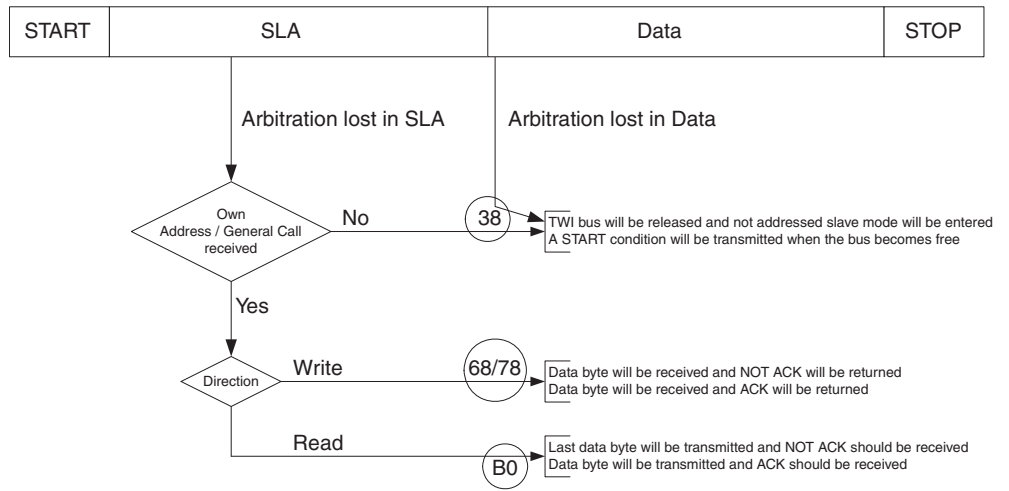 START SLA Data STOP
Arbitration lost in SLA Arbitration lost in Data
Own
Address / General Call
received
No
38
TWI bus will be released and not addressed slave mode will be entered
A START condition will be transmitted when the bus becomes free
Yes
Direction
Write
68/78
Data byte will be received and NOT ACK will be returned
Data byte will be received and ACK will be returned
Read
B0
Last data byte will be transmitted and NOT ACK should be received
Data byte will be transmitted and ACK should be received